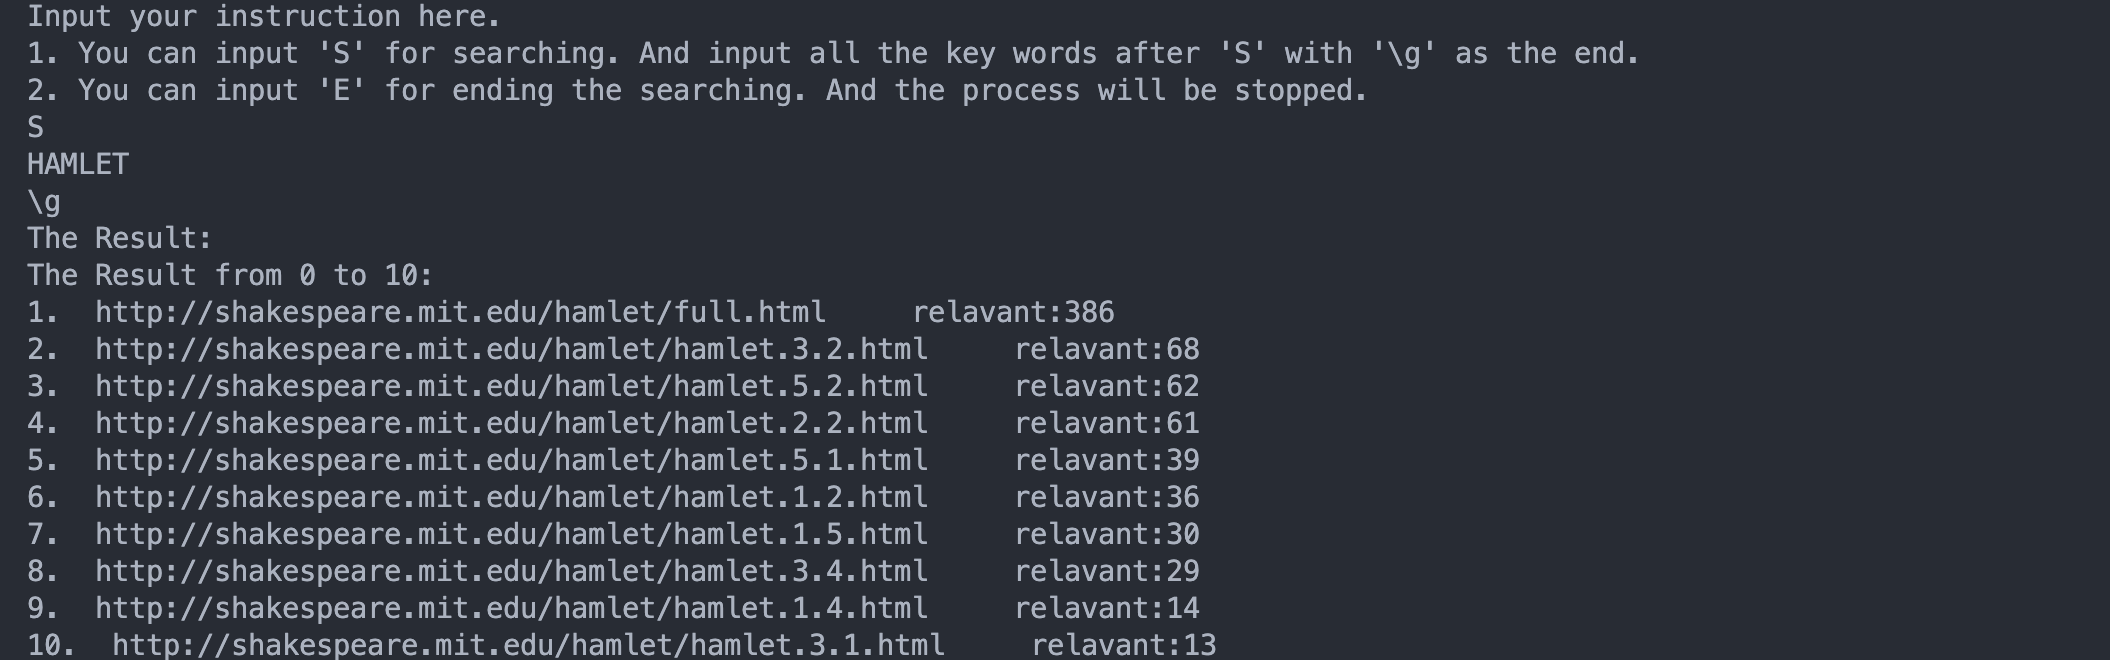 Input your instruction here.
1. You can input 'S' for searching. And input all the key words after 'S' with '\g' as the end.
2. You can input 'E' for ending the searching. And the process will be stopped.
S
HAMLET
\g
The Result:
The Result from 0 to 10:
1.  http://shakespeare.mit.edu/hamlet/full.html     relavant:386
2.  http://shakespeare.mit.edu/hamlet/hamlet.3.2.html     relavant:68
3.  http://shakespeare.mit.edu/hamlet/hamlet.5.2.html     relavant:62
4.  http://shakespeare.mit.edu/hamlet/hamlet.2.2.html     relavant:61
5.  http://shakespeare.mit.edu/hamlet/hamlet.5.1.html     relavant:39
6.  http://shakespeare.mit.edu/hamlet/hamlet.1.2.html     relavant:36
7.  http://shakespeare.mit.edu/hamlet/hamlet.1.5.html     relavant:30
8.  http://shakespeare.mit.edu/hamlet/hamlet.3.4.html     relavant:29
9.  http://shakespeare.mit.edu/hamlet/hamlet.1.4.html     relavant:14
10.  http://shakespeare.mit.edu/hamlet/hamlet.3.1.html     relavant:13